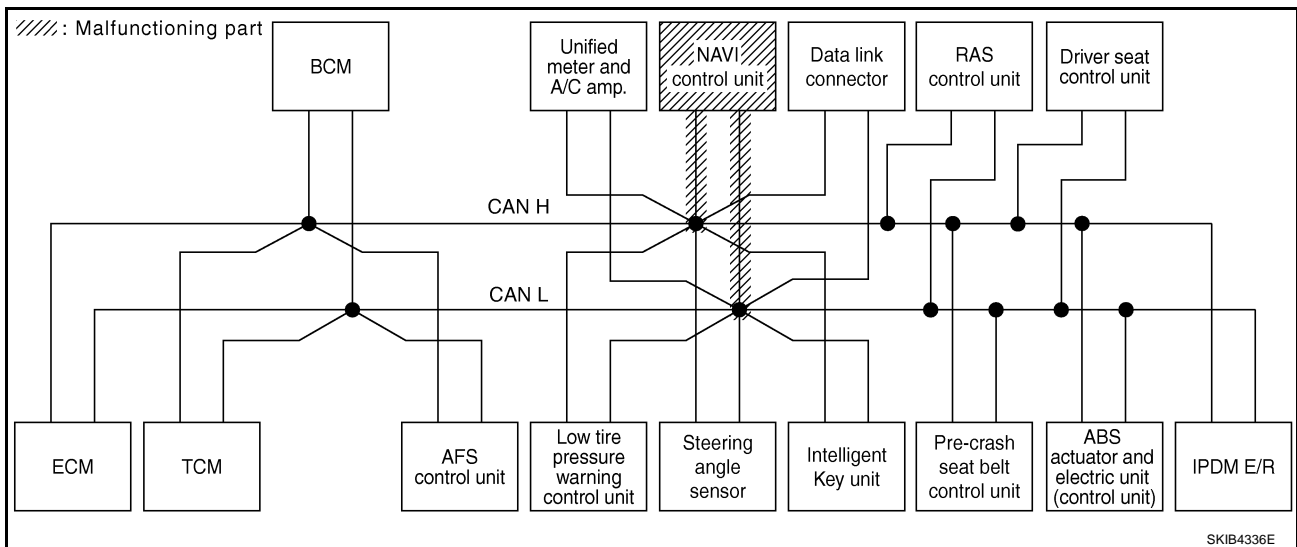 : Malfunctioning part
BCM
Unified
meter and
A/C amp.
NAVI
control unit
Data link
connector
RAS
control unit
Driver seat
control unit
CAN H
CAN L
ECM
TCM
AFS
control unit
Low tire
pressure
warning
control unit
Steering
angle
sensor
Intelligent
Key unit
Pre-crash
seat belt
control unit
ABS
actuator and
electric unit
(control unit)
IPDM E/R
SKIB4336E